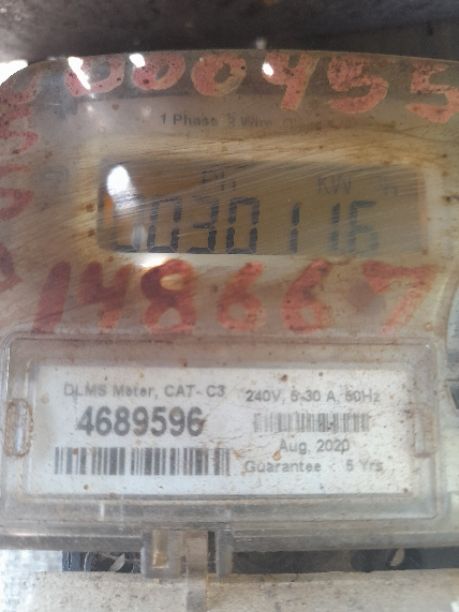 000455
1 Phase 2 Wire
KW h
0030116
148667
DLMS Meter, CAT- C3
240V, 5-30 A, 50Hz
4689596
Aug, 2020
Guarantee : 5 Yrs